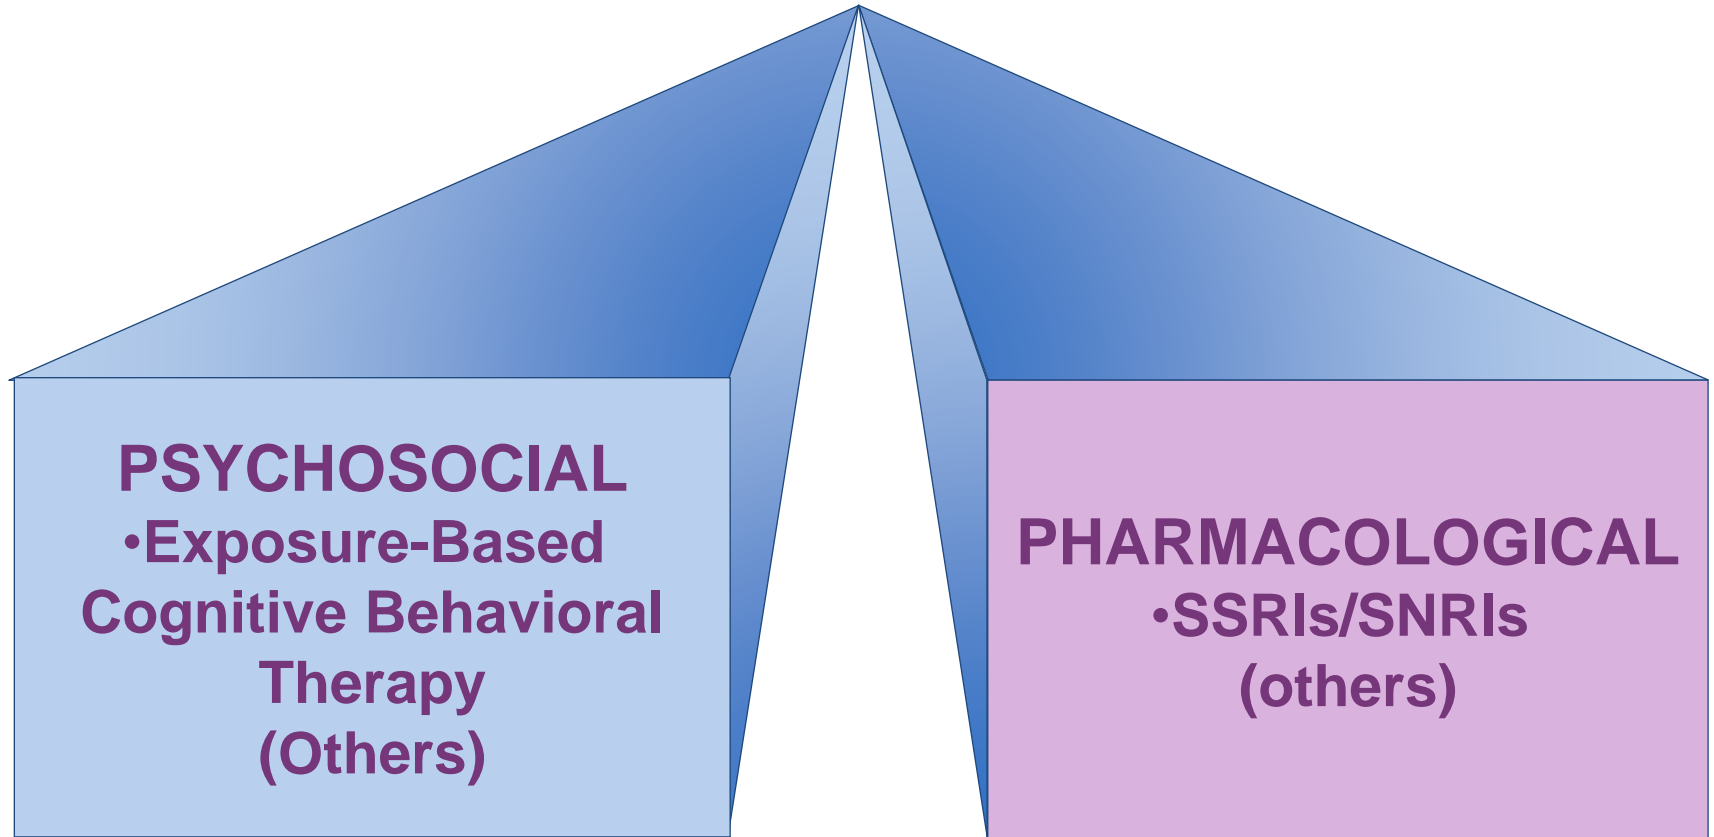 PSYCHOSOCIAL
•Exposure-Based
Cognitive Behavioral
Therapy
(Others)
PHARMACOLOGICAL
•SSRIs/SNRIs
(others)